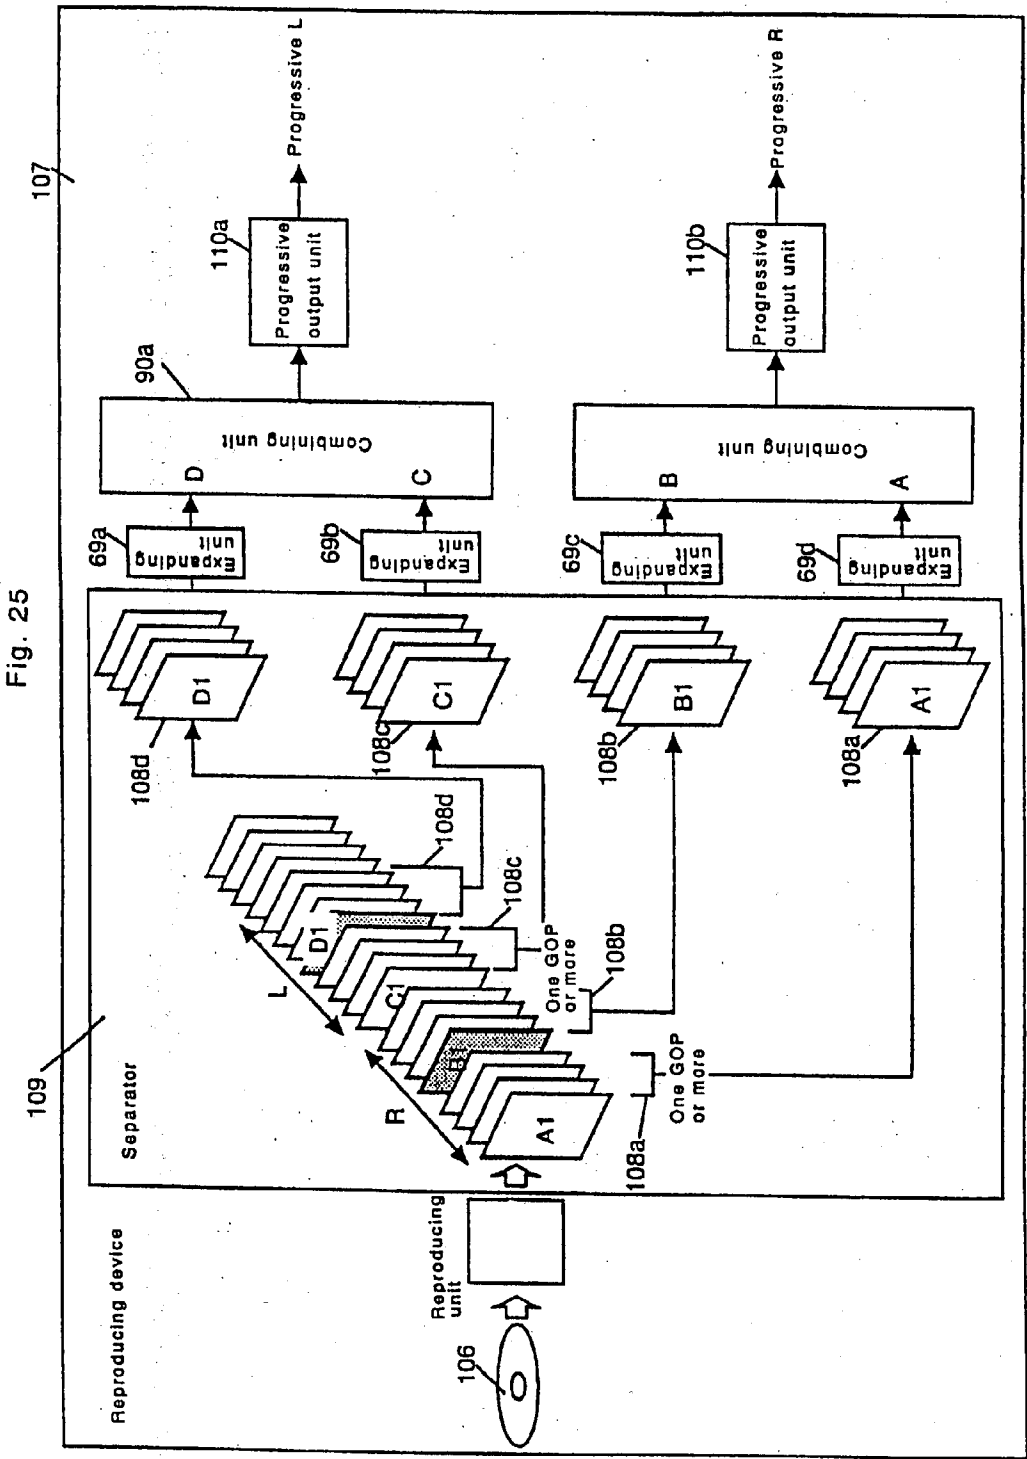 Fig. 25
107
109
Reproducing device
Separator
106
Reproducing
unit
A1
B1
C1
D1
R
L
108a
One GOP
or more
108b
One GOP
or more
108c
108d
108d
D1
108c
C1
108b
B1
108a
A1
69a
Expanding
unit
69b
Expanding
unit
69c
Expanding
unit
69d
Expanding
unit
90a
D
C
Combining unit
B
A
Combining unit
110a
Progressive
output unit
Progressive L
110b
Progressive
output unit
Progressive R